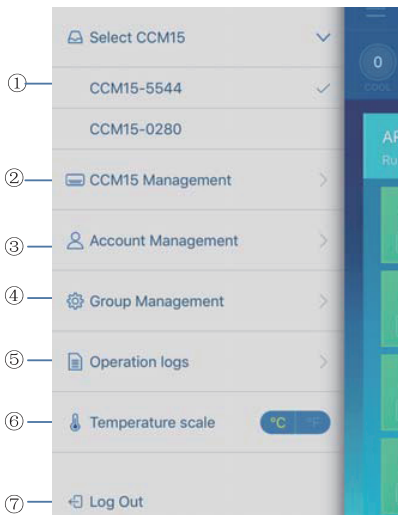 Select CCM15
① CCM15-5544
CCM15-0280
② CCM15 Management
③ Account Management
④ Group Management
⑤ Operation logs
⑥ Temperature scale °C °F
⑦ Log Out
0
COOL